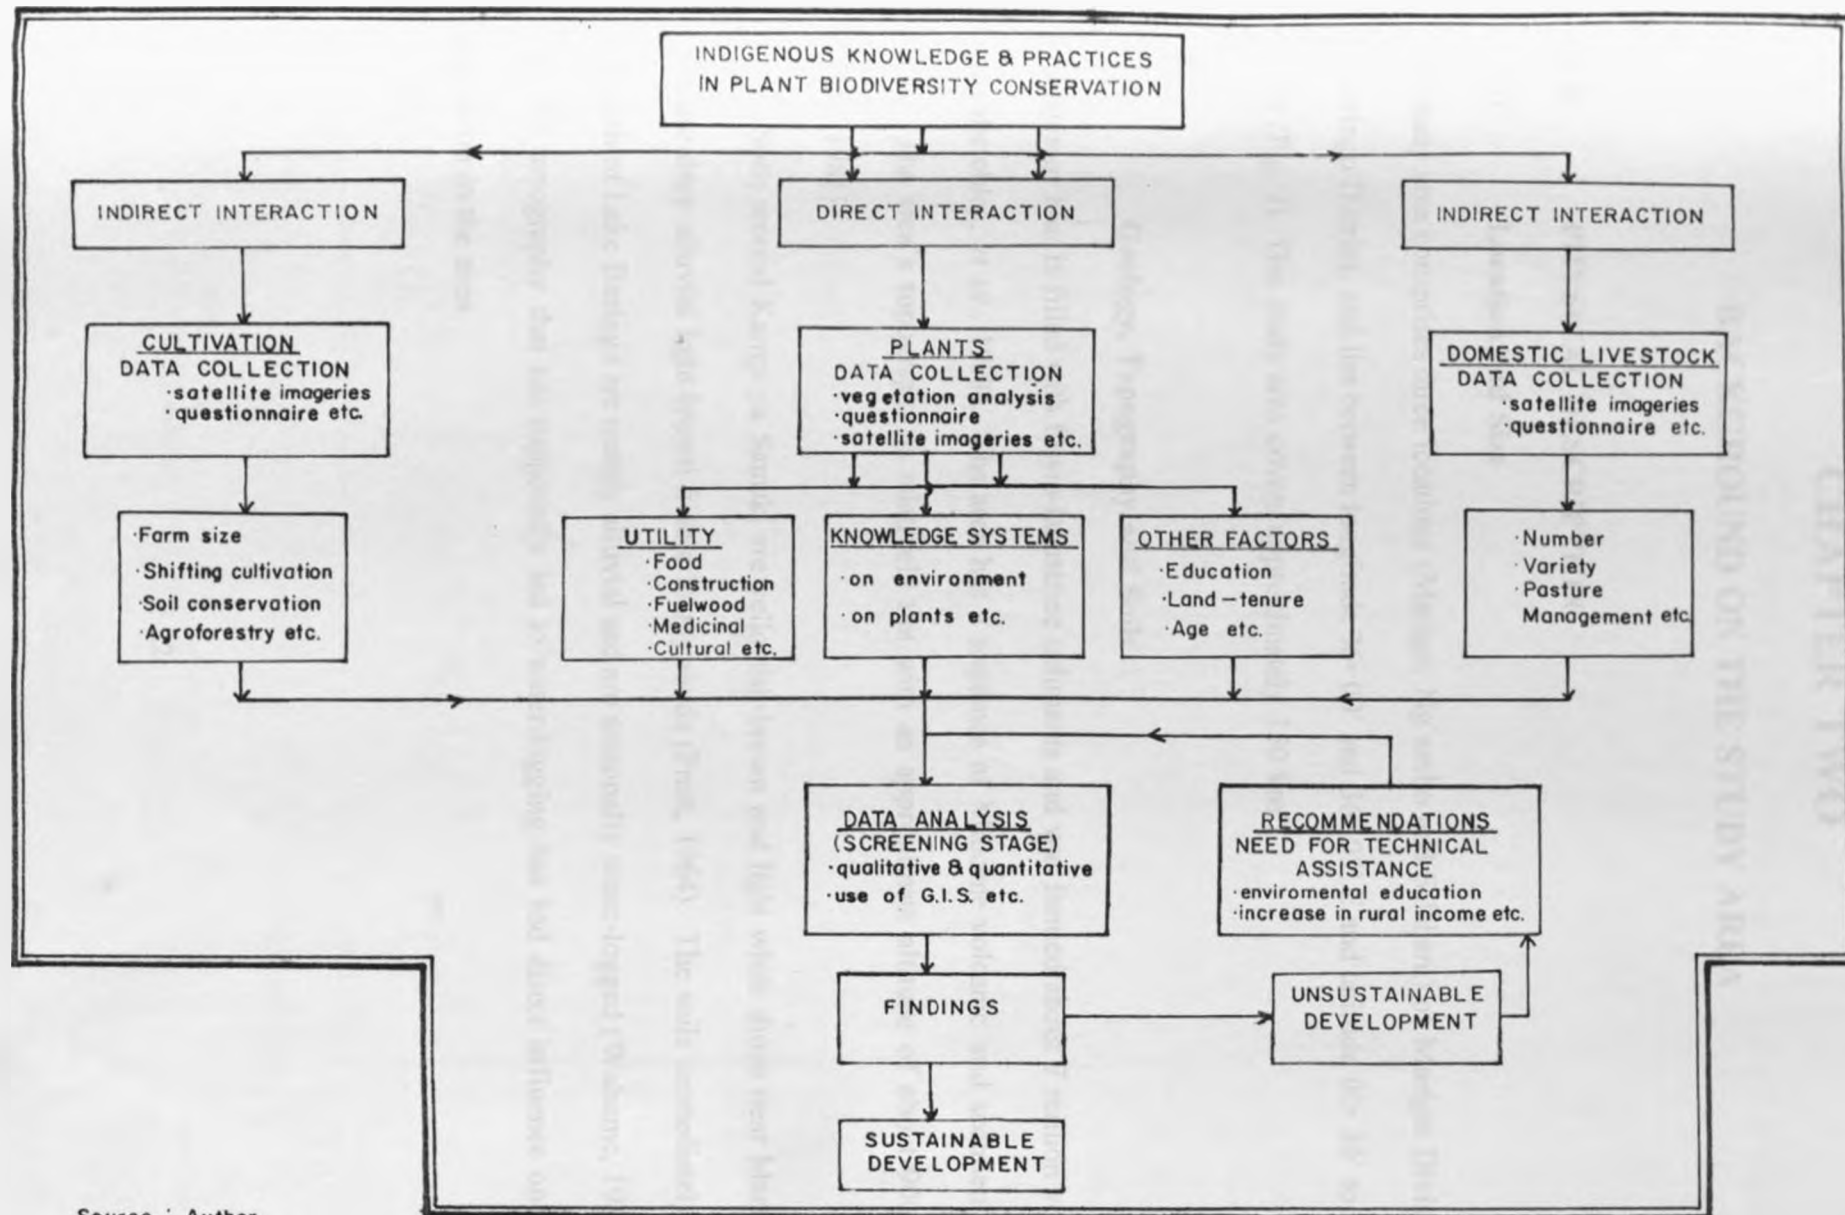 INDIGENOUS KNOWLEDGE & PRACTICES
IN PLANT BIODIVERSITY CONSERVATION
INDIRECT INTERACTION
DIRECT INTERACTION
INDIRECT INTERACTION
CULTIVATION
DATA COLLECTION
·satellite imageries
·questionnaire etc.
PLANTS
DATA COLLECTION
·vegetation analysis
·questionnaire
·satellite imageries etc.
DOMESTIC LIVESTOCK
DATA COLLECTION
·satellite imageries
·questionnaire etc.
·Farm size
·Shifting cultivation
·Soil conservation
·Agroforestry etc.
UTILITY
·Food
·Construction
·Fuelwood
·Medicinal
·Cultural etc.
KNOWLEDGE SYSTEMS
·on environment
·on plants etc.
OTHER FACTORS
·Education
·Land-tenure
·Age etc.
·Number
·Variety
·Pasture
Management etc.
DATA ANALYSIS
(SCREENING STAGE)
·qualitative & quantitative
·use of G.I.S. etc.
RECOMMENDATIONS
NEED FOR TECHNICAL
ASSISTANCE
·enviromental education
·increase in rural income etc.
FINDINGS
UNSUSTAINABLE
DEVELOPMENT
SUSTAINABLE
DEVELOPMENT
Source : Author
CHAPTER TWO
BACKGROUND ON THE STUDY AREA